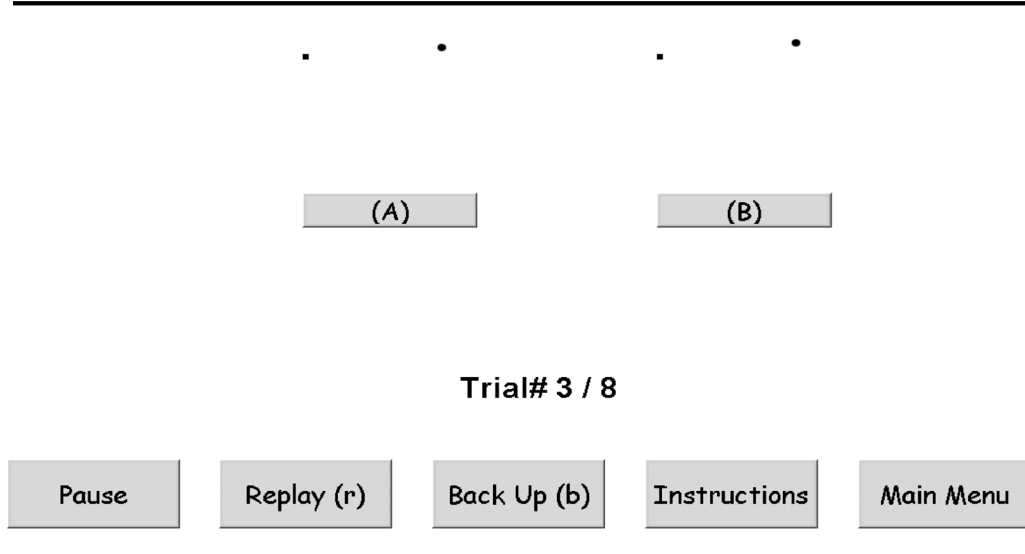 (A) (B)
Trial# 3 / 8
Pause Replay (r) Back Up (b) Instructions Main Menu